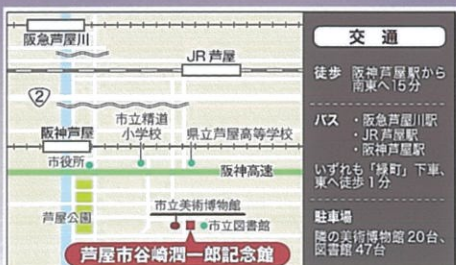 阪急芦屋川
JR 芦屋
2
阪神芦屋
市立精道
小学校
県立芦屋高等学校
市役所
阪神高速
芦屋公園
市立美術博物館
市立図書館
芦屋市谷崎潤一郎記念館
交通
徒歩 阪神芦屋駅から
南東へ15分
バス ・阪急芦屋川駅
・JR芦屋駅
・阪神芦屋駅
いずれも「緑町」下車、
東へ徒歩1分
駐車場
隣の美術博物館20台、
図書館47台